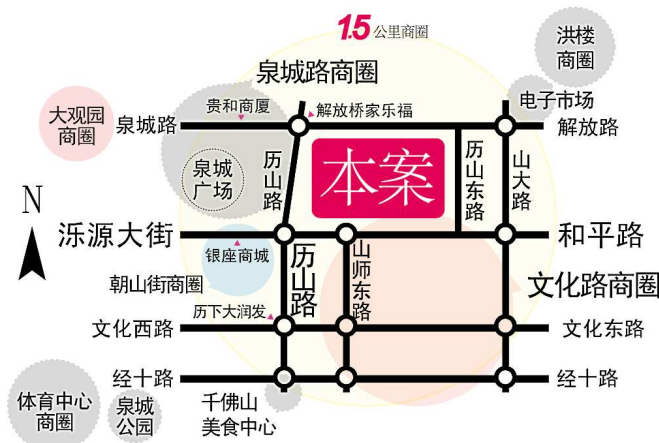 1.5公里商圈
洪楼
商圈
泉城路商圈
电子市场
大观园
商圈
贵和商厦
解放桥家乐福
泉城路
解放路
泉城
广场
历山路
本案
历山东路
山大路
N
泺源大街
和平路
银座商城
历山路
山师东路
朝山街商圈
文化路商圈
历下大润发
文化西路
文化东路
经十路
经十路
体育中心
商圈
泉城
公园
千佛山
美食中心